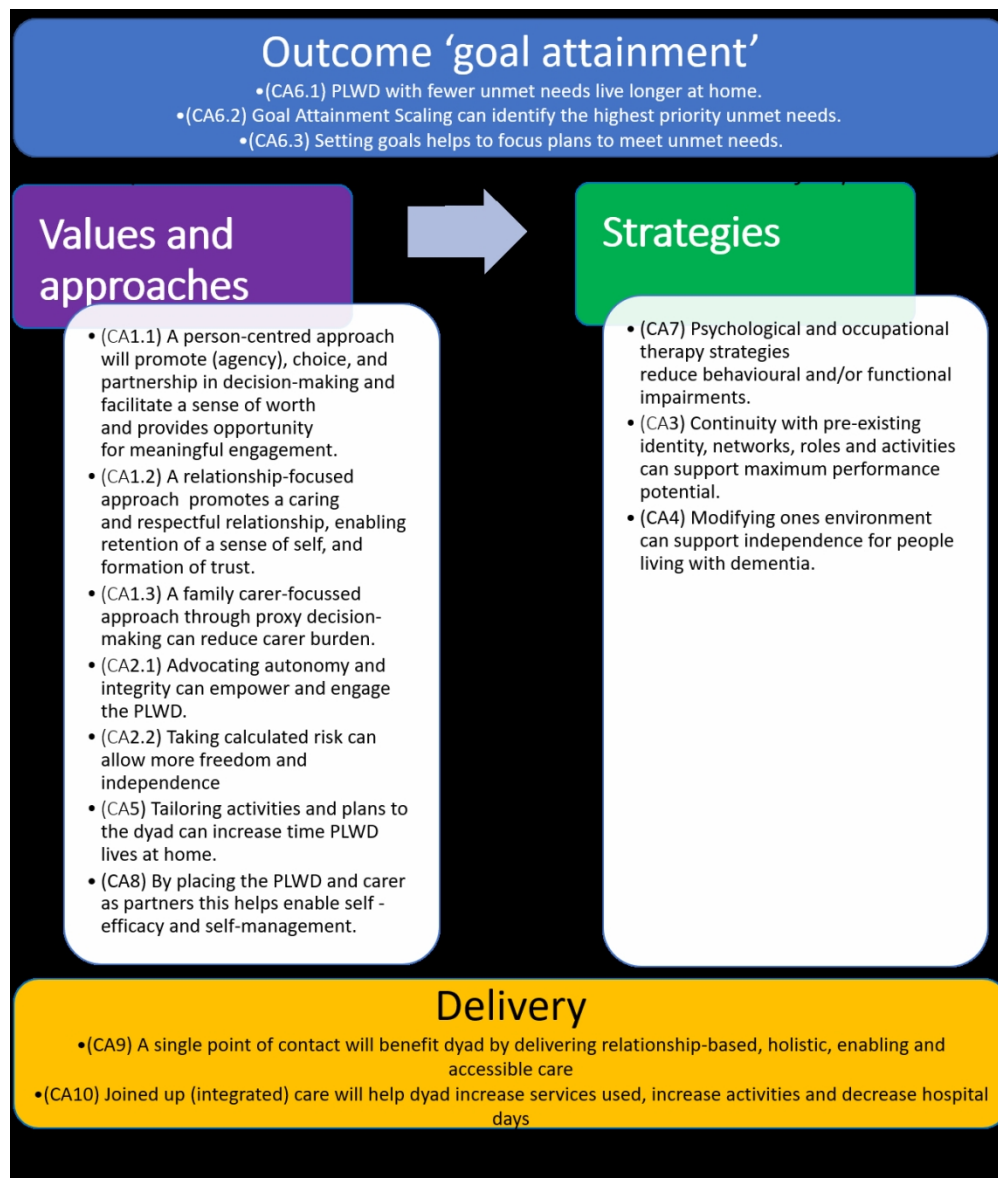 Outcome ‘goal attainment’
•(CA6.1) PLWD with fewer unmet needs live longer at home.
•(CA6.2) Goal Attainment Scaling can identify the highest priority unmet needs.
•(CA6.3) Setting goals helps to focus plans to meet unmet needs.
Values and
approaches
• (CA1.1) A person-centred approach
will promote (agency), choice, and
partnership in decision-making and
facilitate a sense of worth
and provides opportunity
for meaningful engagement.
• (CA1.2) A relationship-focused
approach promotes a caring
and respectful relationship, enabling
retention of a sense of self, and
formation of trust.
• (CA1.3) A family carer-focussed
approach through proxy decision-
making can reduce carer burden.
• (CA2.1) Advocating autonomy and
integrity can empower and engage
the PLWD.
• (CA2.2) Taking calculated risk can
allow more freedom and
independence
• (CA5) Tailoring activities and plans to
the dyad can increase time PLWD
lives at home.
• (CA8) By placing the PLWD and carer
as partners this helps enable self -
efficacy and self-management.
Strategies
• (CA7) Psychological and occupational
therapy strategies
reduce behavioural and/or functional
impairments.
• (CA3) Continuity with pre-existing
identity, networks, roles and activities
can support maximum performance
potential.
• (CA4) Modifying ones environment
can support independence for people
living with dementia.
Delivery
•(CA9) A single point of contact will benefit dyad by delivering relationship-based, holistic, enabling and
accessible care
•(CA10) Joined up (integrated) care will help dyad increase services used, increase activities and decrease hospital
days